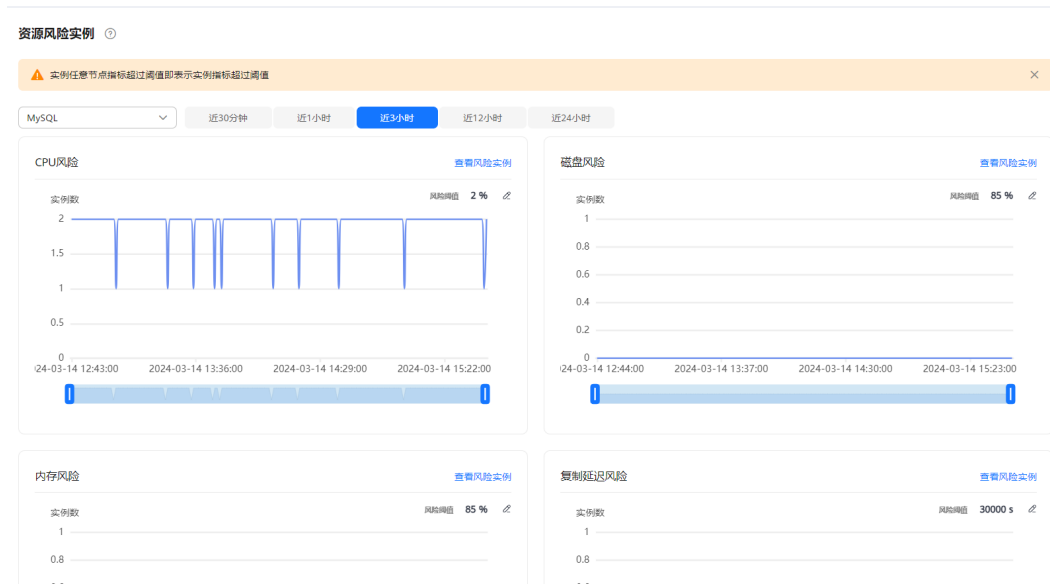 资源风险实例
实例任意节点指标超过阈值即表示实例指标超过阈值
MySQL 近30分钟 近1小时 近3小时 近12小时 近24小时
CPU风险 查看风险实例
风险阈值 2 %
实例数
2
1.5
1
0.5
0
24-03-14 12:43:00 2024-03-14 13:36:00 2024-03-14 14:29:00 2024-03-14 15:22:00
磁盘风险 查看风险实例
风险阈值 85 %
实例数
1
0.8
0.6
0.4
0.2
0
24-03-14 12:44:00 2024-03-14 13:37:00 2024-03-14 14:30:00 2024-03-14 15:23:00
内存风险 查看风险实例
风险阈值 85 %
实例数
1
0.8
复制延迟风险 查看风险实例
风险阈值 30000 s
实例数
1
0.8